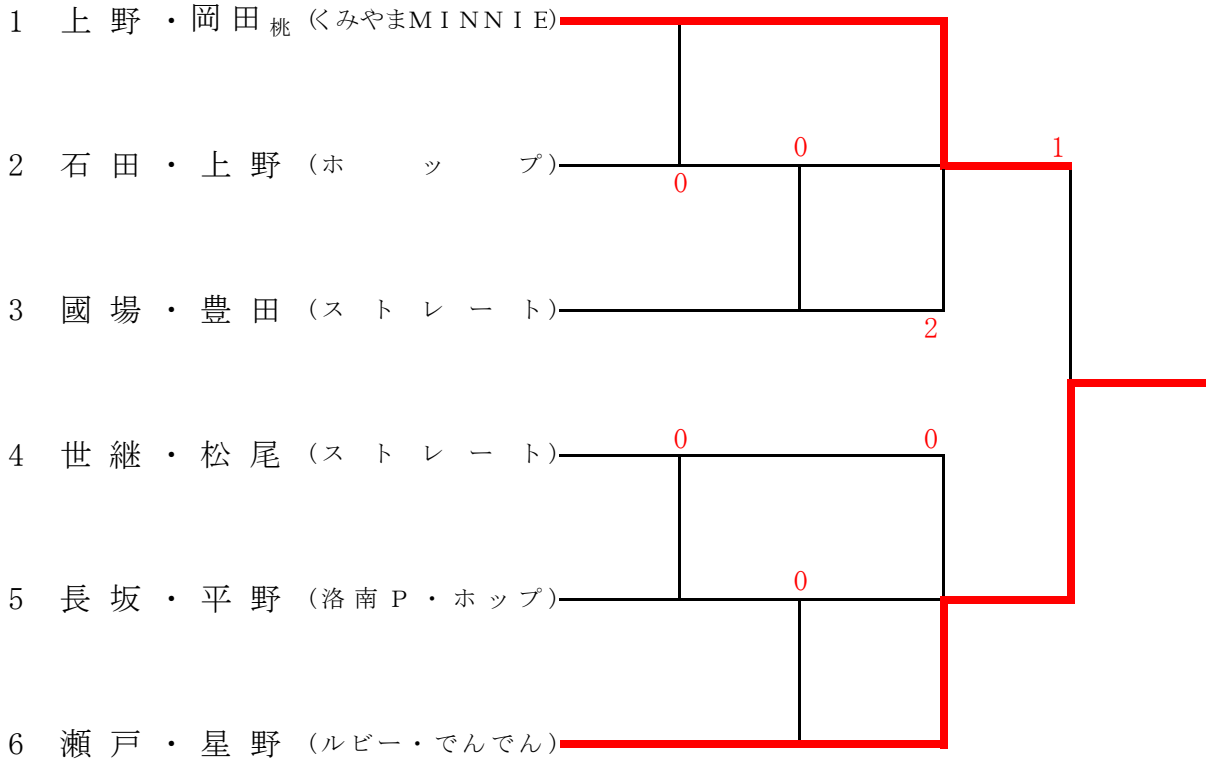 1 上野・岡田桃 (くみやまMINNIE)
1
0
2 石田・上野 (ホップ)
0
3 國場・豊田 (ストレート)
2
0 0
4 世継・松尾 (ストレート)
0
5 長坂・平野 (洛南P・ホップ)
6 瀬戸・星野 (ルビー・でんでん)